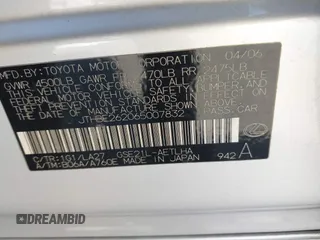 MFD.BY:TOYOTA MOTOR CORPORATION 04/06
GVWR 4500LB GAWR FR 2470LB RR 2475LB
THIS VEHICLE CONFORMS TO ALL APPLICABLE
FEDERAL MOTOR VEHICLE SAFETY, BUMPER, AND
THEFT PREVENTION STANDARDS IN EFFECT ON
THE DATE OF MANUFACTURE SHOWN ABOVE.
JTHBE262065007832 PASS.CAR
C/TR:1G1/LA27 GSE21L-AETLHA
A/TM:B06A/A760E MADE IN JAPAN 942 A